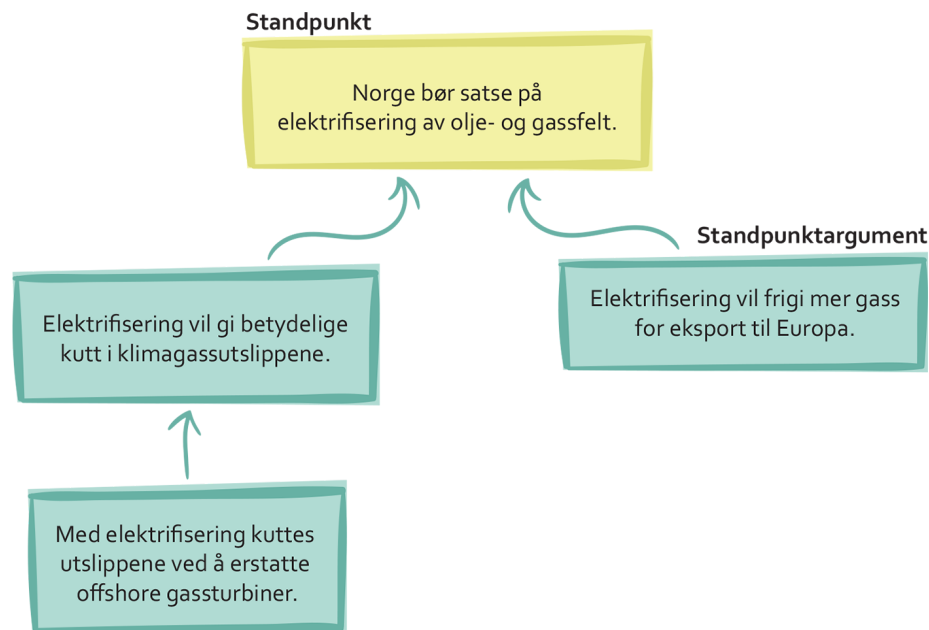 Standpunkt
Norge bør satse på
elektrifisering av olje- og gassfelt.
Standpunktargument
Elektrifisering vil gi betydelige
kutt i klimagassutslippene.
Elektrifisering vil frigi mer gass
for eksport til Europa.
Med elektrifisering kuttes
utslippene ved å erstatte
offshore gassturbiner.